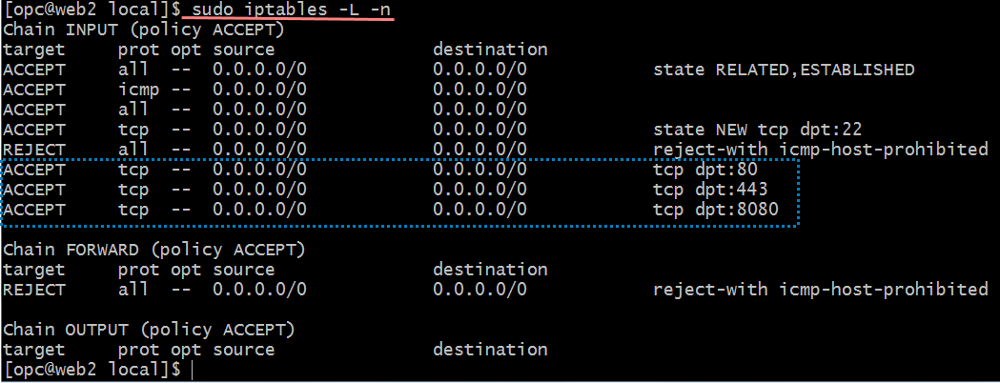 [opc@web2 local]$ sudo iptables -L -n
Chain INPUT (policy ACCEPT)
target     prot opt source               destination
ACCEPT     all  --  0.0.0.0/0            0.0.0.0/0            state RELATED,ESTABLISHED
ACCEPT     icmp --  0.0.0.0/0            0.0.0.0/0
ACCEPT     all  --  0.0.0.0/0            0.0.0.0/0
ACCEPT     tcp  --  0.0.0.0/0            0.0.0.0/0            state NEW tcp dpt:22
REJECT     all  --  0.0.0.0/0            0.0.0.0/0            reject-with icmp-host-prohibited
ACCEPT     tcp  --  0.0.0.0/0            0.0.0.0/0            tcp dpt:80
ACCEPT     tcp  --  0.0.0.0/0            0.0.0.0/0            tcp dpt:443
ACCEPT     tcp  --  0.0.0.0/0            0.0.0.0/0            tcp dpt:8080
Chain FORWARD (policy ACCEPT)
target     prot opt source               destination
REJECT     all  --  0.0.0.0/0            0.0.0.0/0            reject-with icmp-host-prohibited
Chain OUTPUT (policy ACCEPT)
target     prot opt source               destination
[opc@web2 local]$